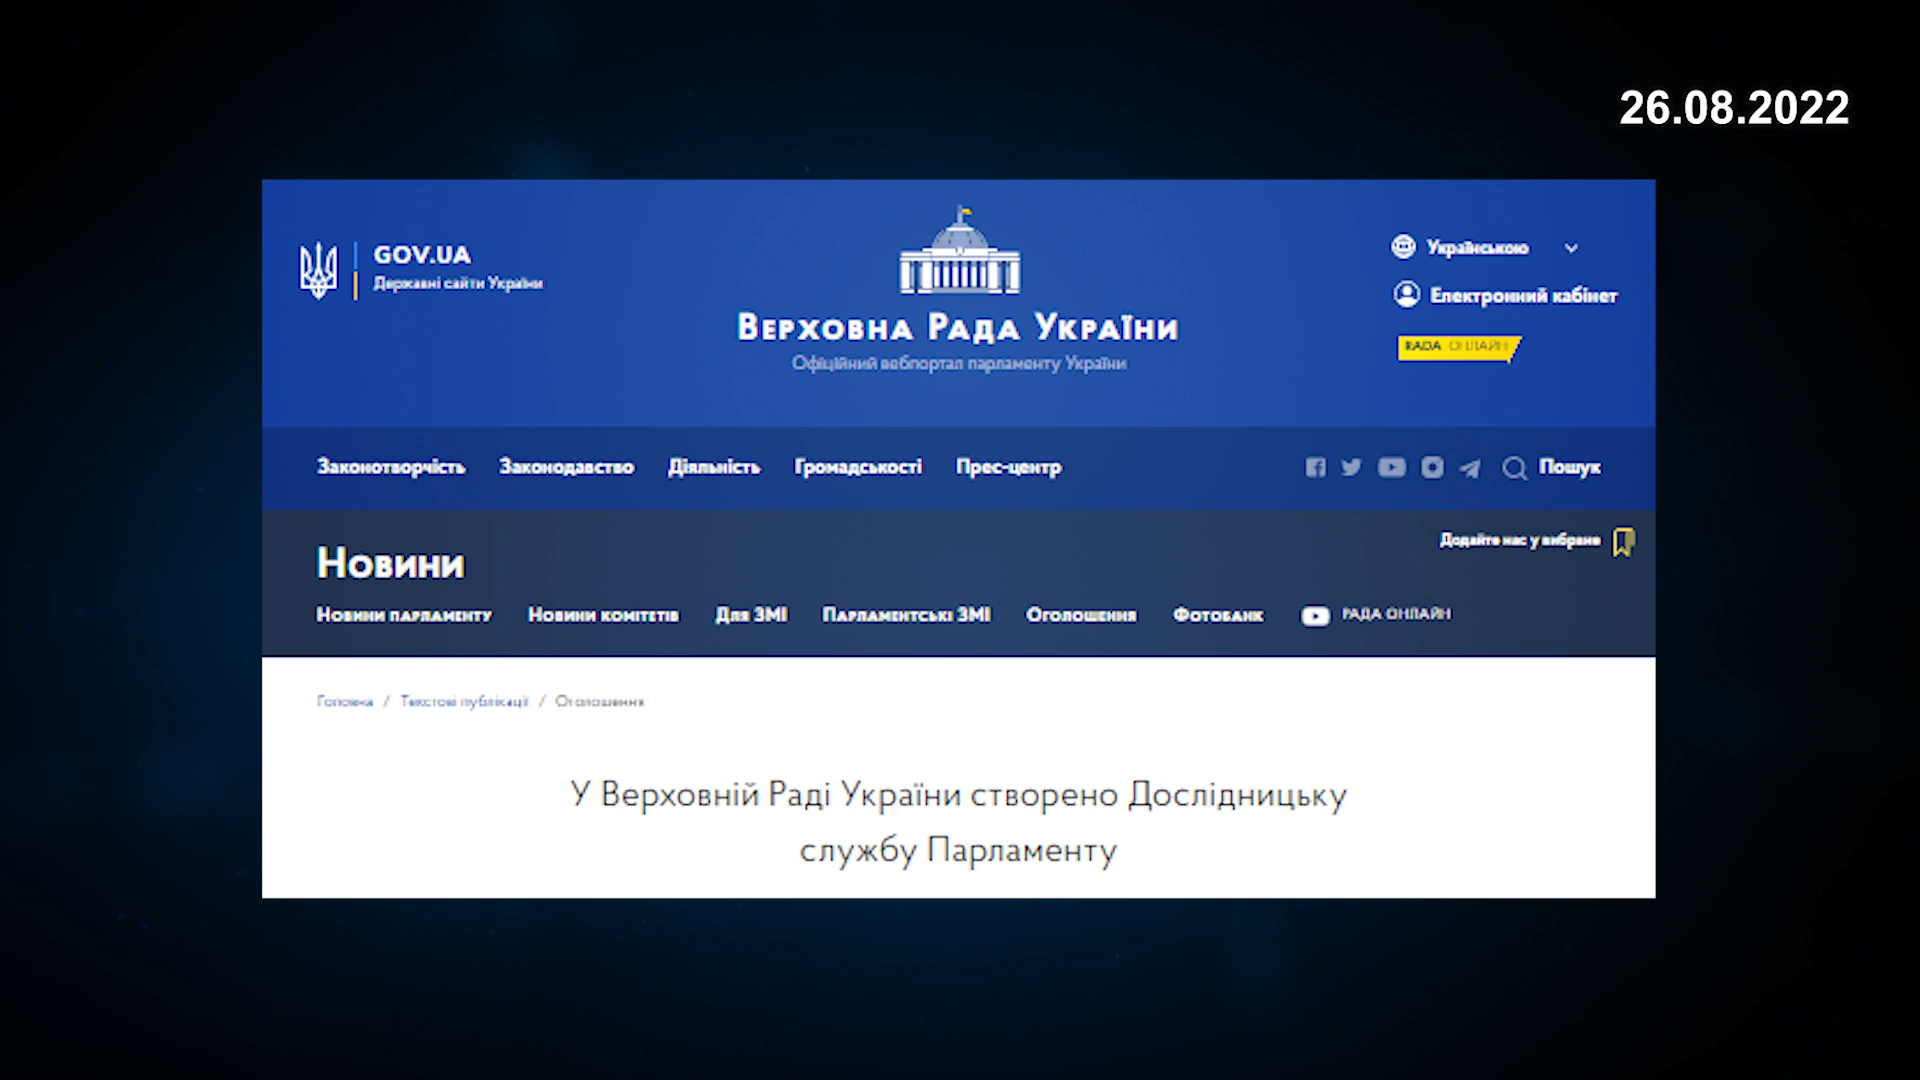 26.08.2022
GOV.UA
Державні сайти України
Верховна Рада України
Офіційний вебпортал парламенту України
Українською
Електронний кабінет
RADA ОНЛАЙН
Законотворчість Законодавство Діяльність Громадськості Прес-центр Пошук
Додайте нас у вибране
Новини
Новини парламенту Новини комітетів Для ЗМІ Парламентські ЗМІ Оголошення Фотобанк РАДА ОНЛАЙН
Головна / Текстові публікації / Оголошення
У Верховній Раді України створено Дослідницьку
службу Парламенту